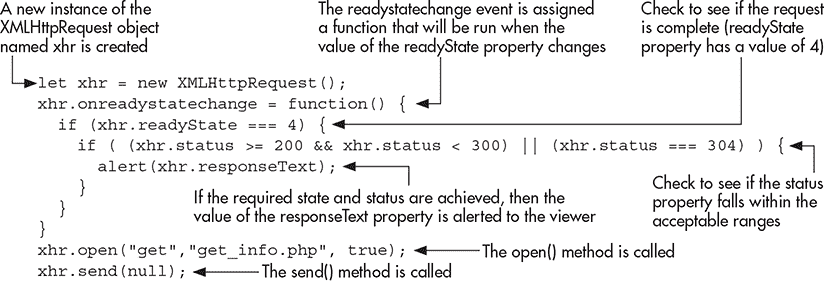 A new instance of the
XMLHttpRequest object
named xhr is created
The readystatechange event is assigned
a function that will be run when the
value of the readyState property changes
Check to see if the request
is complete (readyState
property has a value of 4)
let xhr = new XMLHttpRequest();
xhr.onreadystatechange = function() {
if (xhr.readyState === 4) {
if ( (xhr.status >= 200 && xhr.status < 300) || (xhr.status === 304) ) {
alert(xhr.responseText);
}
If the required state and status are achieved, then the
value of the responseText property is alerted to the viewer
Check to see if the status
property falls within the
acceptable ranges
}
}
xhr.open("get","get_info.php", true);
The open() method is called
xhr.send(null);
The send() method is called